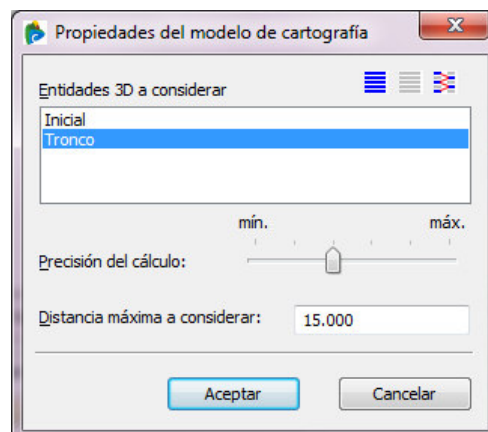 Propiedades del modelo de cartografía
Entidades 3D a considerar
Inicial
Tronco
mín. máx.
Precisión del cálculo:
Distancia máxima a considerar: 15.000
Aceptar Cancelar